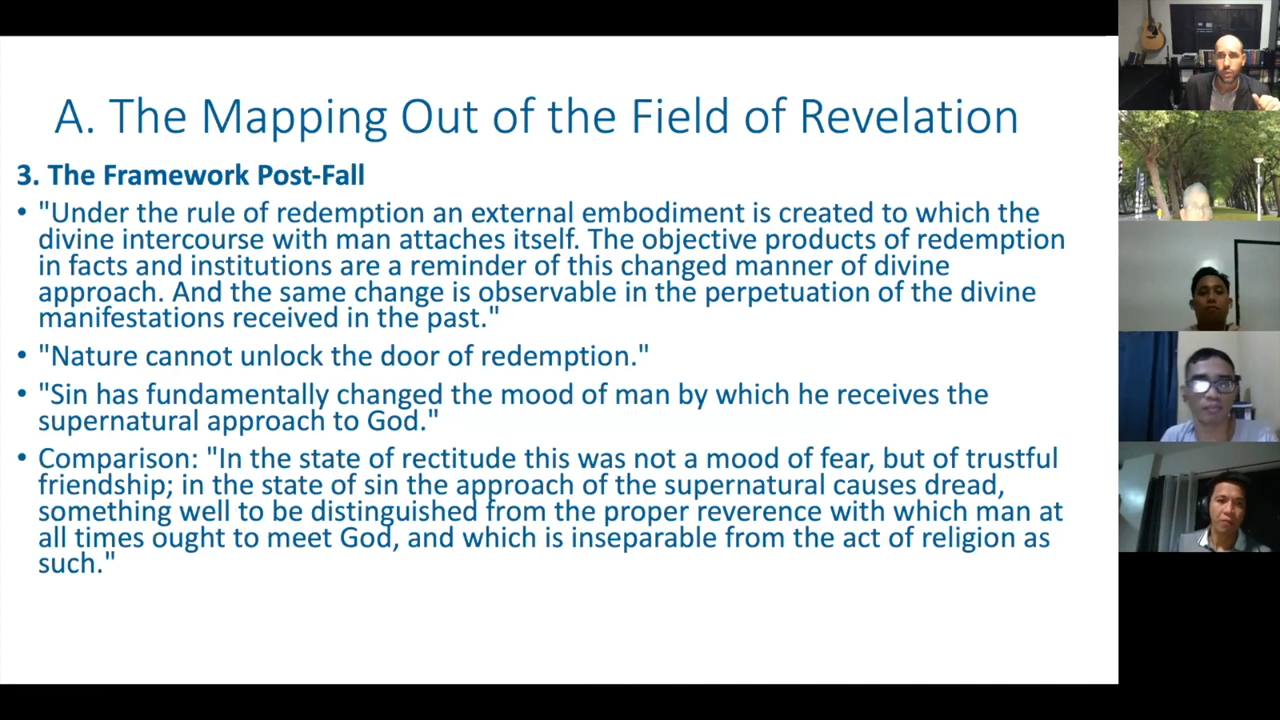 A. The Mapping Out of the Field of Revelation
3. The Framework Post-Fall
• "Under the rule of redemption an external embodiment is created to which the
divine intercourse with man attaches itself. The objective products of redemption
in facts and institutions are a reminder of this changed manner of divine
approach. And the same change is observable in the perpetuation of the divine
manifestations received in the past."
• "Nature cannot unlock the door of redemption."
• "Sin has fundamentally changed the mood of man by which he receives the
supernatural approach to God."
• Comparison: "In the state of rectitude this was not a mood of fear, but of trustful
friendship; in the state of sin the approach of the supernatural causes dread,
something well to be distinguished from the proper reverence with which man at
all times ought to meet God, and which is inseparable from the act of religion as
such."